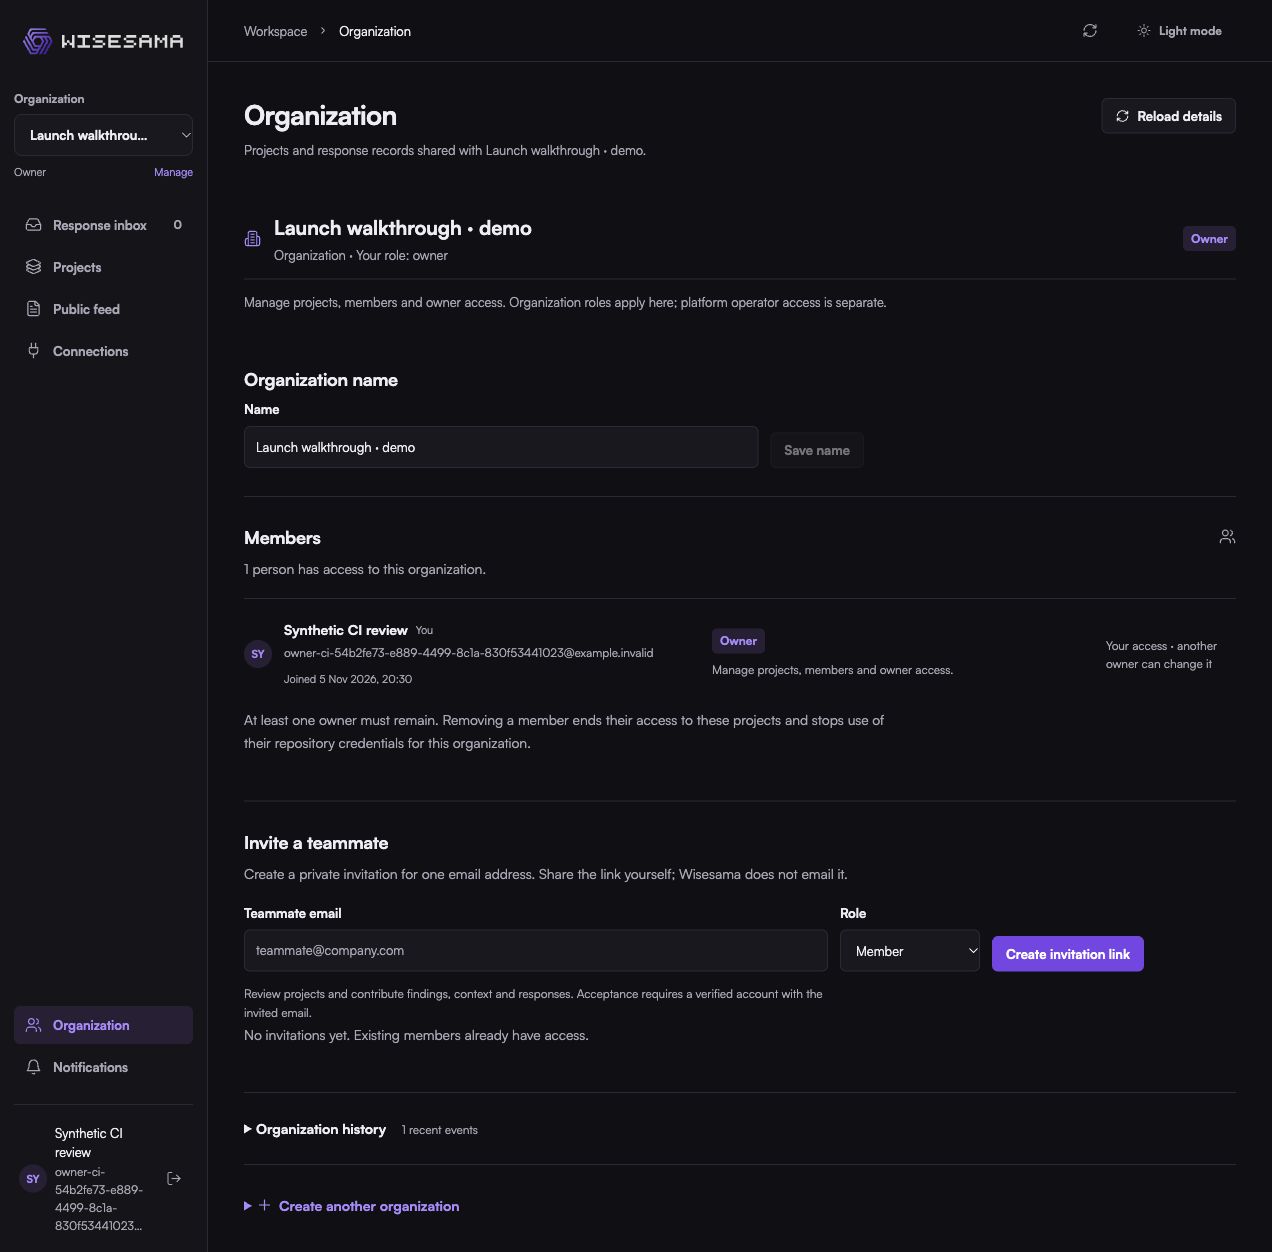 WISESAMA
Organization
Launch walkthrou...
Owner
Manage
Response inbox
0
Projects
Public feed
Connections
Organization
Notifications
Synthetic CI
review
SY
owner-ci-
54b2fe73-e889-
4499-8c1a-
830f53441023...
Workspace
Organization
Light mode
Organization
Reload details
Projects and response records shared with Launch walkthrough · demo.
Launch walkthrough · demo
Organization · Your role: owner
Owner
Manage projects, members and owner access. Organization roles apply here; platform operator access is separate.
Organization name
Name
Launch walkthrough · demo
Save name
Members
1 person has access to this organization.
SY
Synthetic CI review You
owner-ci-54b2fe73-e889-4499-8c1a-830f53441023@example.invalid
Joined 5 Nov 2026, 20:30
Owner
Manage projects, members and owner access.
Your access · another
owner can change it
At least one owner must remain. Removing a member ends their access to these projects and stops use of
their repository credentials for this organization.
Invite a teammate
Create a private invitation for one email address. Share the link yourself; Wisesama does not email it.
Teammate email
teammate@company.com
Role
Member
Create invitation link
Review projects and contribute findings, context and responses. Acceptance requires a verified account with the
invited email.
No invitations yet. Existing members already have access.
Organization history 1 recent events
Create another organization